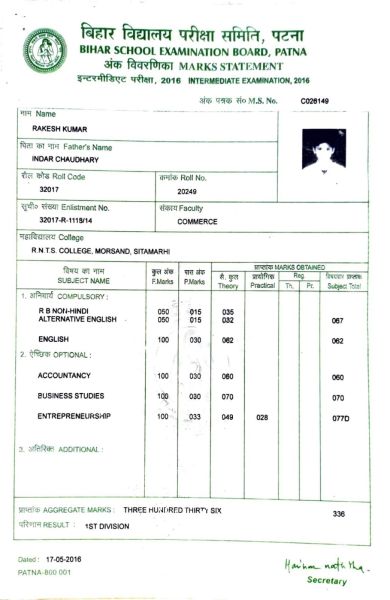 बिहार विद्यालय परीक्षा समिति, पटना
BIHAR SCHOOL EXAMINATION BOARD, PATNA
अंक विवरणिका MARKS STATEMENT
इन्टरमीडिएट परीक्षा, 2016 INTERMEDIATE EXAMINATION, 2016
अंक पत्रक सं० M.S. No. C026149
नाम Name
RAKESH KUMAR
पिता का नाम Father's Name
INDAR CHAUDHARY
रौल कोड Roll Code क्रमांक Roll No.
32017 20249
सूची० संख्या Enlistment No. संकाय Faculty
32017-R-1118/14 COMMERCE
महाविद्यालय College
R.N.T.S. COLLEGE, MORSAND, SITAMARHI
विषय का नाम SUBJECT NAME कुल अंक F.Marks पास अंक P.Marks प्राप्तांक MARKS OBTAINED
सै. कुल Theory प्रायोगिक Practical Reg. Th. Pr. विषयवार प्राप्तांक Subject Total
1. अनिवार्य COMPULSORY :
R B NON-HINDI 050 015 035
ALTERNATIVE ENGLISH 050 015 032 067
ENGLISH 100 030 062 062
2. ऐच्छिक OPTIONAL :
ACCOUNTANCY 100 030 060 060
BUSINESS STUDIES 100 030 070 070
ENTREPRENEURSHIP 100 033 049 028 077D
3. अतिरिक्त ADDITIONAL :
प्राप्तांक AGGREGATE MARKS : THREE HUNDRED THIRTY SIX 336
परिणाम RESULT : 1ST DIVISION
Dated : 17-05-2016
PATNA-800 001
Secretary